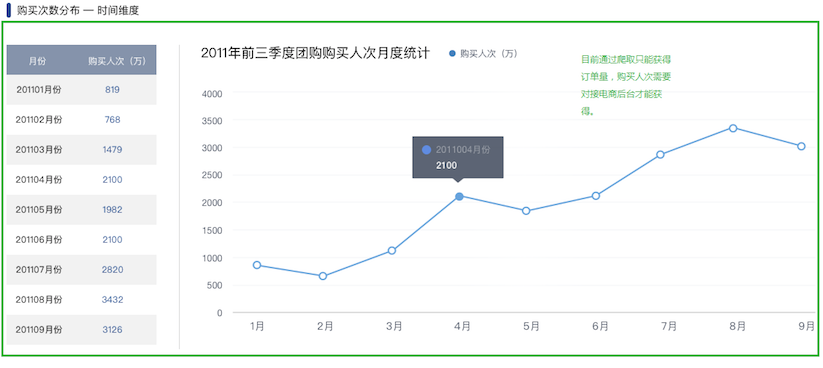 购买次数分布 — 时间维度
月份 购买人次（万）
201101月份 819
201102月份 768
201103月份 1479
201104月份 2100
201105月份 1982
201106月份 2100
201107月份 2820
201108月份 3432
201109月份 3126
2011年前三季度团购购买人次月度统计
购买人次（万）
目前通过爬取只能获得
订单量，购买人次需要
对接电商后台才能获
得。
4000
3500
3000
2500
2000
1500
1000
500
0
2011004月份
2100
1月 2月 3月 4月 5月 6月 7月 8月 9月